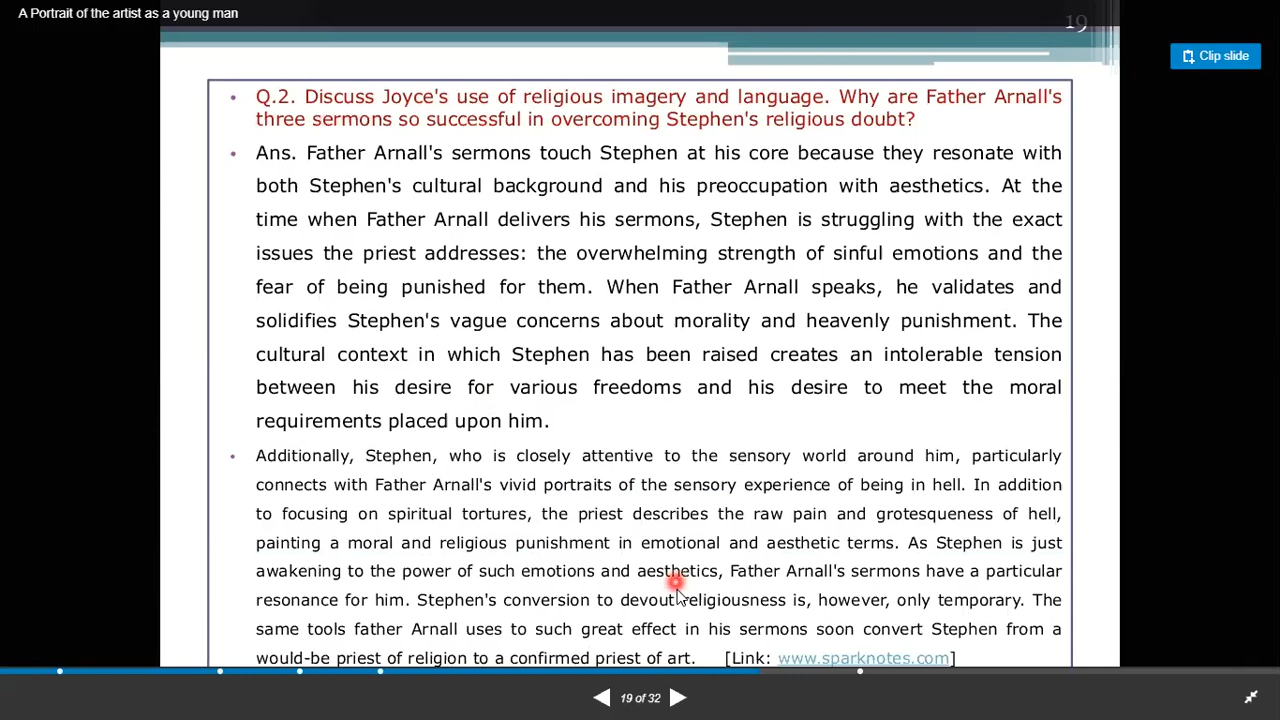 A Portrait of the artist as a young man
19
Clip slide
• Q.2. Discuss Joyce's use of religious imagery and language. Why are Father Arnall's
three sermons so successful in overcoming Stephen's religious doubt?
• Ans. Father Arnall's sermons touch Stephen at his core because they resonate with
both Stephen's cultural background and his preoccupation with aesthetics. At the
time when Father Arnall delivers his sermons, Stephen is struggling with the exact
issues the priest addresses: the overwhelming strength of sinful emotions and the
fear of being punished for them. When Father Arnall speaks, he validates and
solidifies Stephen's vague concerns about morality and heavenly punishment. The
cultural context in which Stephen has been raised creates an intolerable tension
between his desire for various freedoms and his desire to meet the moral
requirements placed upon him.
• Additionally, Stephen, who is closely attentive to the sensory world around him, particularly
connects with Father Arnall's vivid portraits of the sensory experience of being in hell. In addition
to focusing on spiritual tortures, the priest describes the raw pain and grotesqueness of hell,
painting a moral and religious punishment in emotional and aesthetic terms. As Stephen is just
awakening to the power of such emotions and aesthetics, Father Arnall's sermons have a particular
resonance for him. Stephen's conversion to devout religiousness is, however, only temporary. The
same tools father Arnall uses to such great effect in his sermons soon convert Stephen from a
would-be priest of religion to a confirmed priest of art. [Link: www.sparknotes.com]
19 of 32